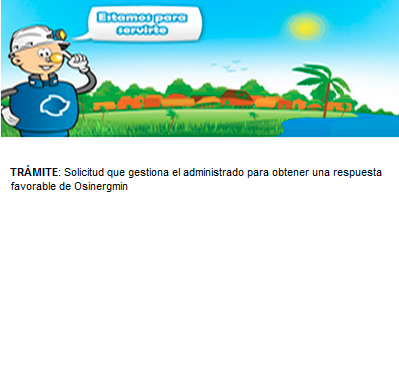 Estamos para
servirte
TRÁMITE: Solicitud que gestiona el administrado para obtener una respuesta
favorable de Osinergmin